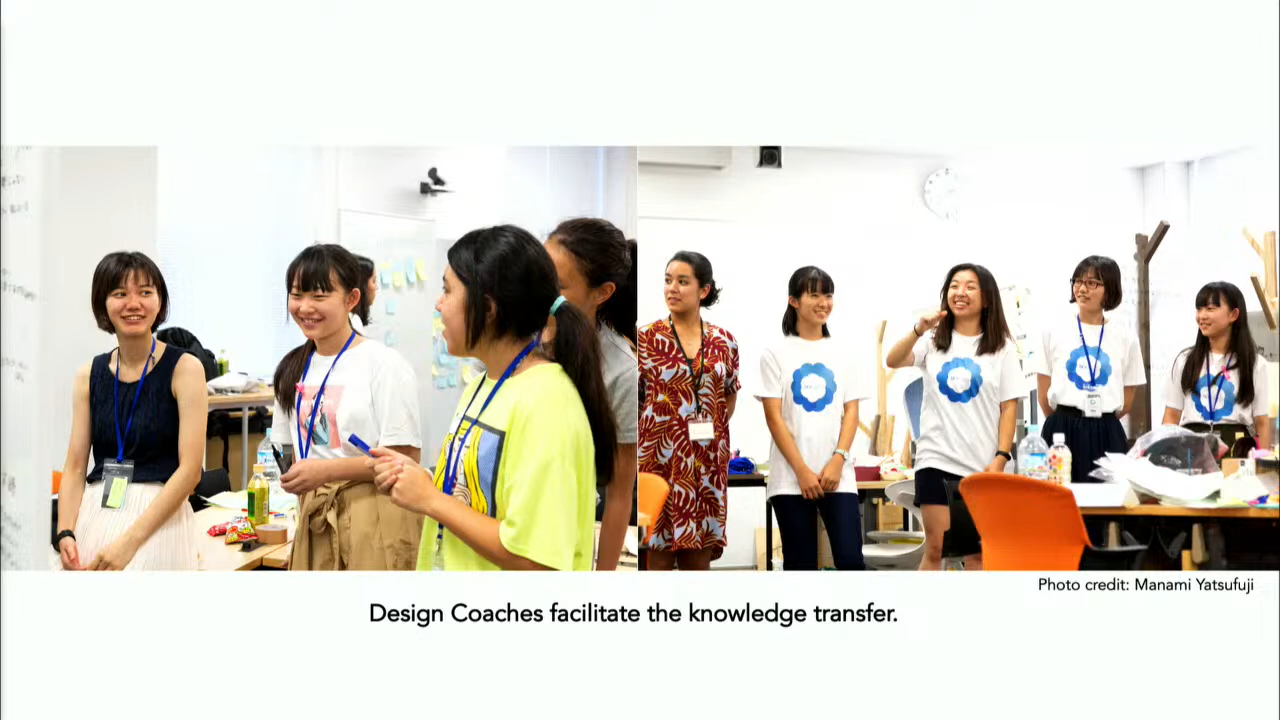 Photo credit: Manami Yatsufuji
Design Coaches facilitate the knowledge transfer.